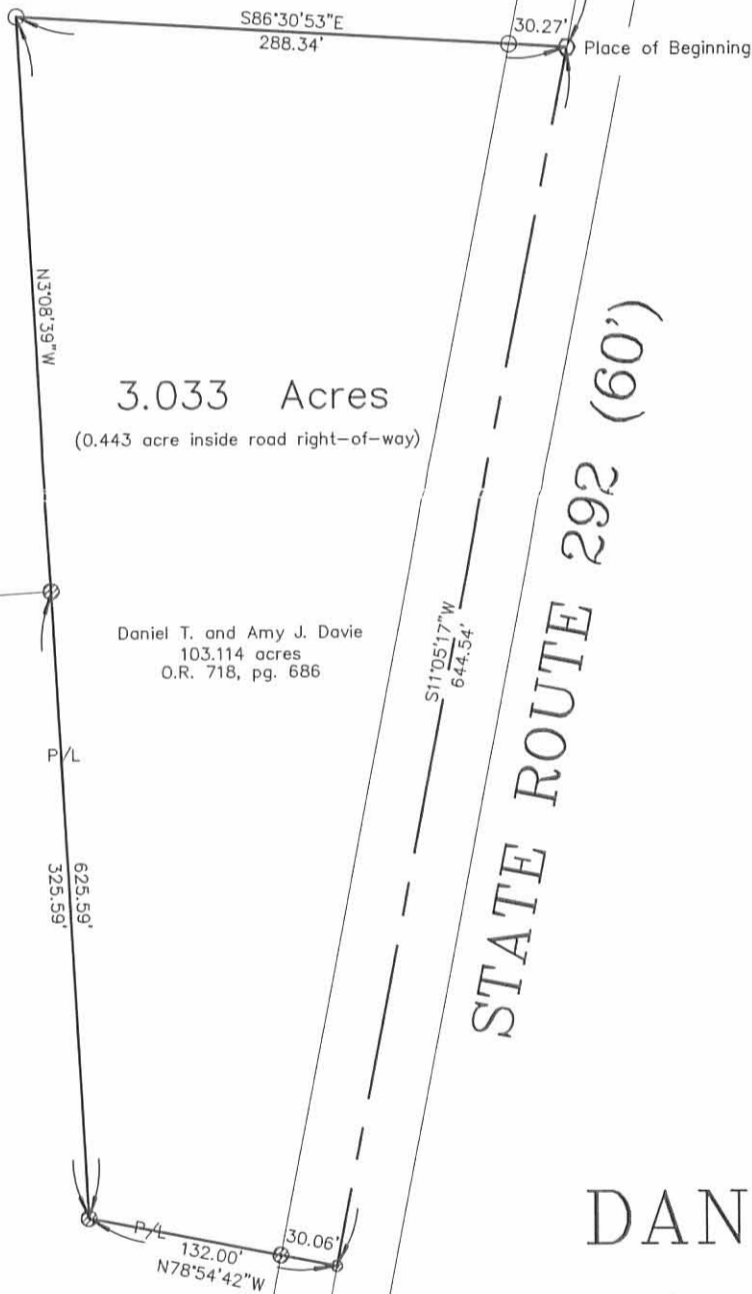 S86°30'53"E
288.34'
30.27'
Place of Beginning
N3°08'39"W
3.033 Acres
(0.443 acre inside road right-of-way)
STATE ROUTE 292 (60')
Daniel T. and Amy J. Davie
103.114 acres
O.R. 718, pg. 686
S11°05'17"W
644.54'
P/L
625.59'
325.59'
P/L
132.00'
N78°54'42"W
30.06'
DAN